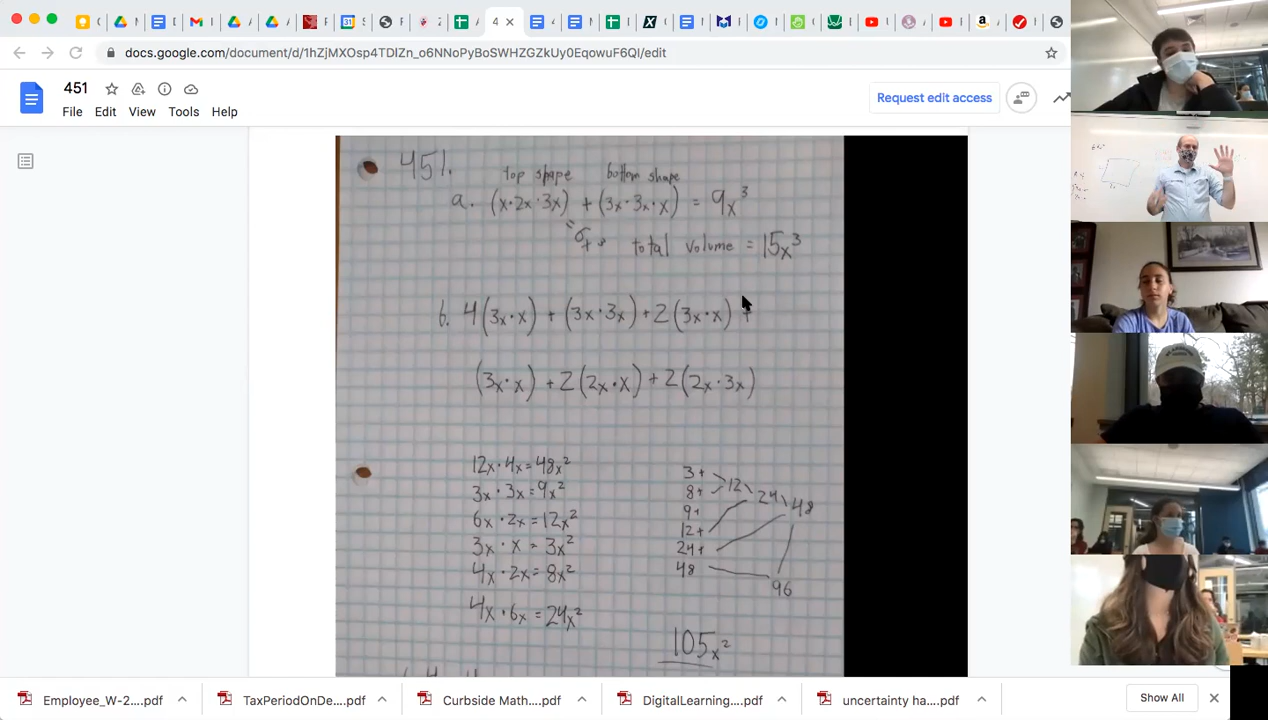 docs.google.com/document/d/1hZjMXOsp4TDIZn_o6NNoPyBoSWHZGZkUy0EqowuF6QI/edit
451
File Edit View Tools Help
Request edit access
451.
top shape bottom shape
a. (x·2x·3x) + (3x·3x·x) = 9x³
total volume = 15x³
b. 4(3x·x) + (3x·3x) + 2(3x·x) +
(3x·x) + 2(2x·x) + 2(2x·3x)
12x·4x=48x²
3x·3x=9x²
6x·2x=12x²
3x·x=3x²
4x·2x=8x²
4x·6x=24x²
3+
8+ 12 24 48
9+
12+
24+
48
96
105x²
Employee_W-2....pdf
TaxPeriodOnDe....pdf
Curbside Math....pdf
DigitalLearning....pdf
uncertainty ha....pdf
Show All